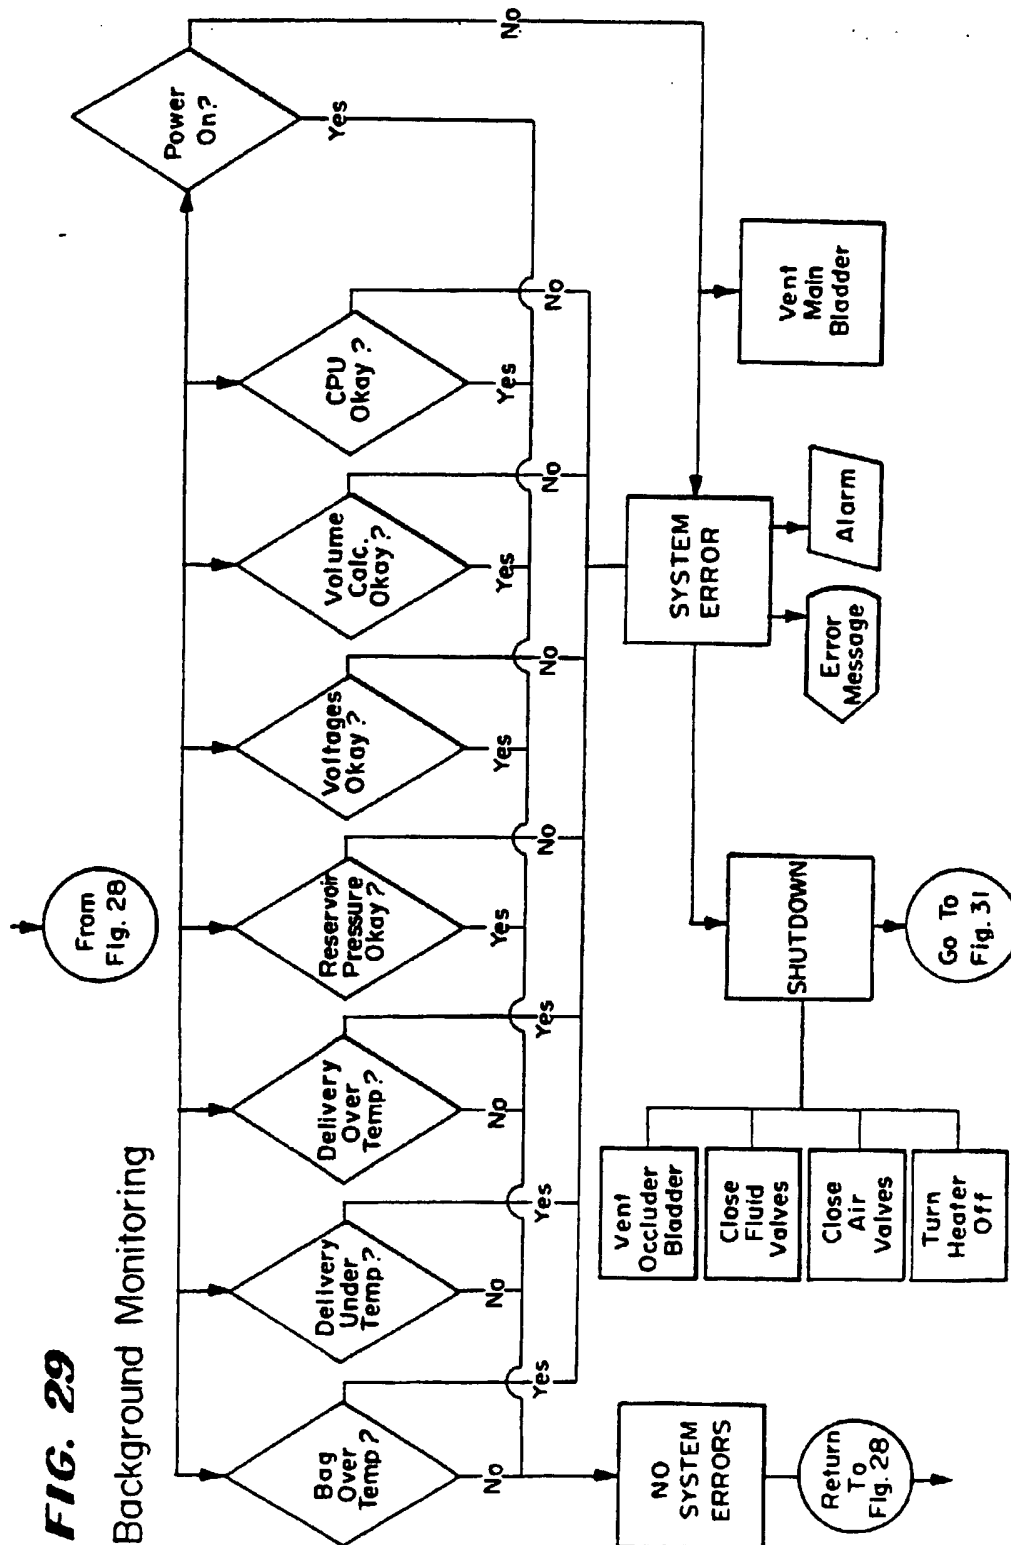 FIG. 29
Background Monitoring
From
Fig. 28
Bag
Over
Temp?
Yes
No
Delivery
Under
Temp?
Yes
No
Delivery
Over
Temp?
Yes
No
Reservoir
Pressure
Okay?
No
Yes
Voltages
Okay?
No
Yes
Volume
Calc.
Okay?
No
Yes
CPU
Okay?
No
Yes
Power
On?
No
Yes
NO
SYSTEM
ERRORS
Return
To
Fig. 28
Vent
Occluder
Bladder
Close
Fluid
Valves
Close
Air
Valves
Turn
Heater
Off
SHUTDOWN
Go To
Fig. 31
SYSTEM
ERROR
Error
Message
Alarm
Vent
Main
Bladder